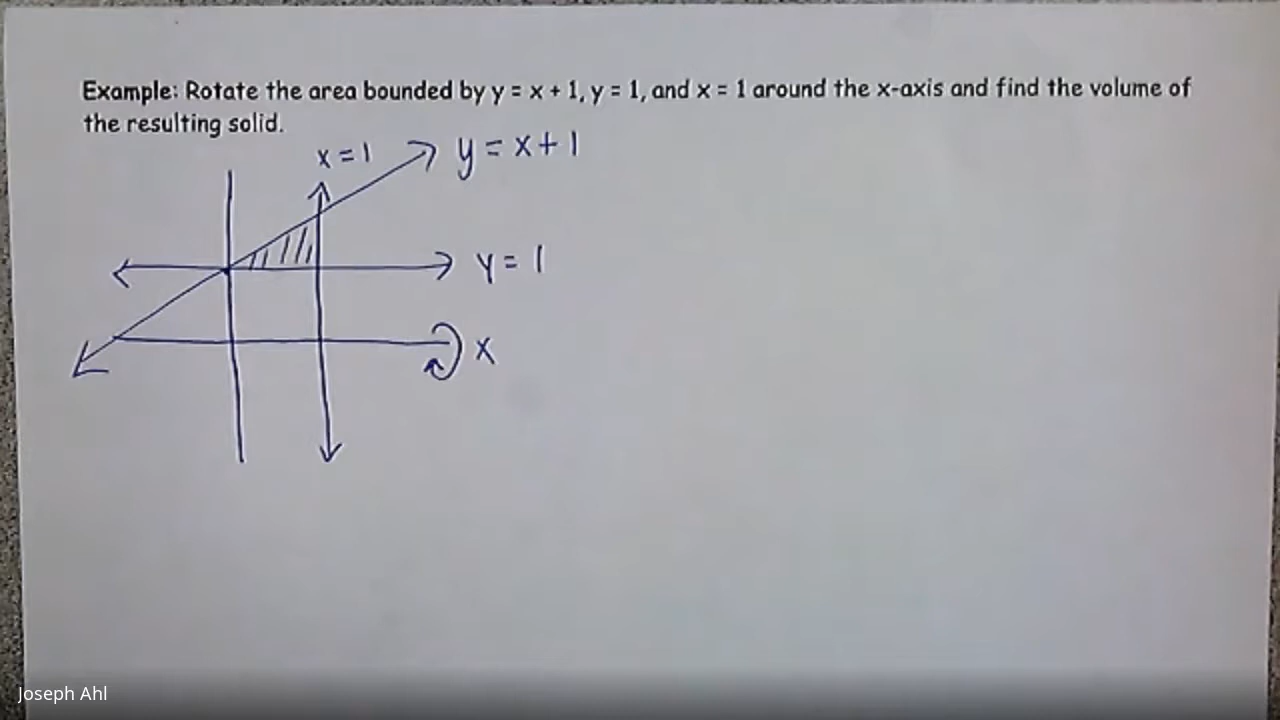 Example: Rotate the area bounded by y = x + 1, y = 1, and x = 1 around the x-axis and find the volume of
the resulting solid.
x = 1
y = x + 1
y = 1
x
Joseph Ahl